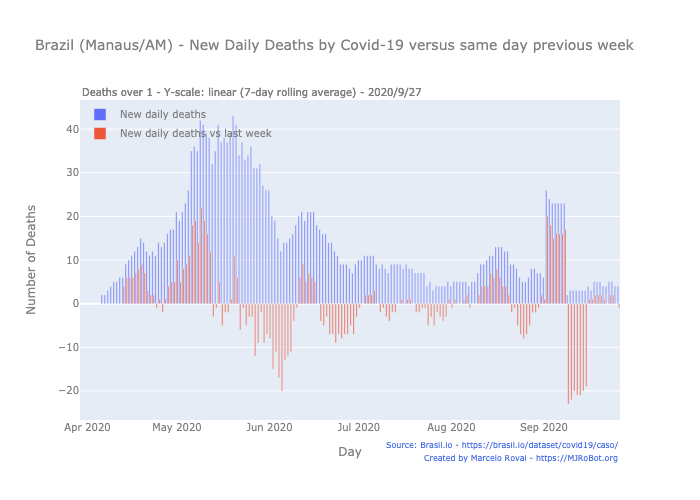 Brazil (Manaus/AM) - New Daily Deaths by Covid-19 versus same day previous week
Deaths over 1 - Y-scale: linear (7-day rolling average) - 2020/9/27
New daily deaths
New daily deaths vs last week
40
30
20
10
0
−10
−20
Number of Deaths
Apr 2020 May 2020 Jun 2020 Jul 2020 Aug 2020 Sep 2020
Day
Source: Brasil.io - https://brasil.io/dataset/covid19/caso/
Created by Marcelo Rovai - https://MJRoBot.org